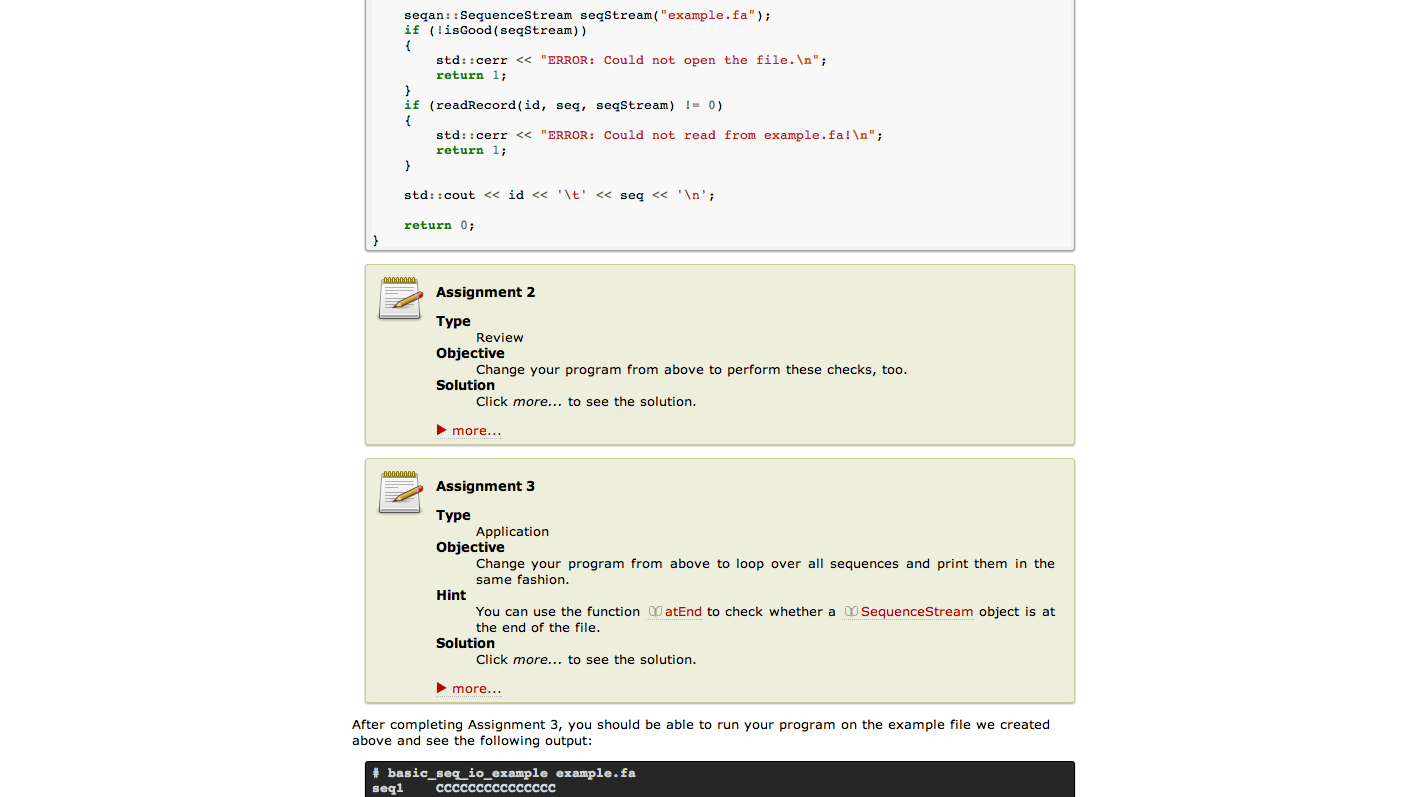 seqan::SequenceStream seqStream("example.fa");
if (!isGood(seqStream))
{
std::cerr << "ERROR: Could not open the file.\n";
return 1;
}
if (readRecord(id, seq, seqStream) != 0)
{
std::cerr << "ERROR: Could not read from example.fa!\n";
return 1;
}
std::cout << id << '\t' << seq << '\n';
return 0;
}
Assignment 2
Type
Review
Objective
Change your program from above to perform these checks, too.
Solution
Click more... to see the solution.
more...
Assignment 3
Type
Application
Objective
Change your program from above to loop over all sequences and print them in the
same fashion.
Hint
You can use the function atEnd to check whether a SequenceStream object is at
the end of the file.
Solution
Click more... to see the solution.
more...
After completing Assignment 3, you should be able to run your program on the example file we created
above and see the following output:
# basic_seq_io_example example.fa
seq1 CCCCCCCCCCCCCCC